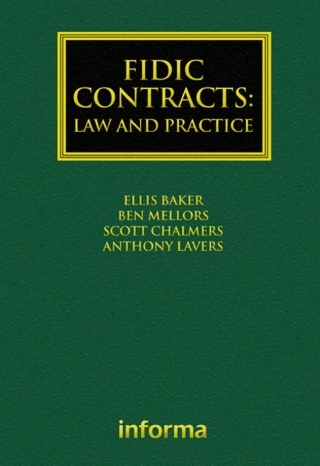 FIDIC
CONTRACTS:
LAW AND PRACTICE
ELLIS BAKER
BEN MELLORS
SCOTT CHALMERS
ANTHONY LAVERS
informa